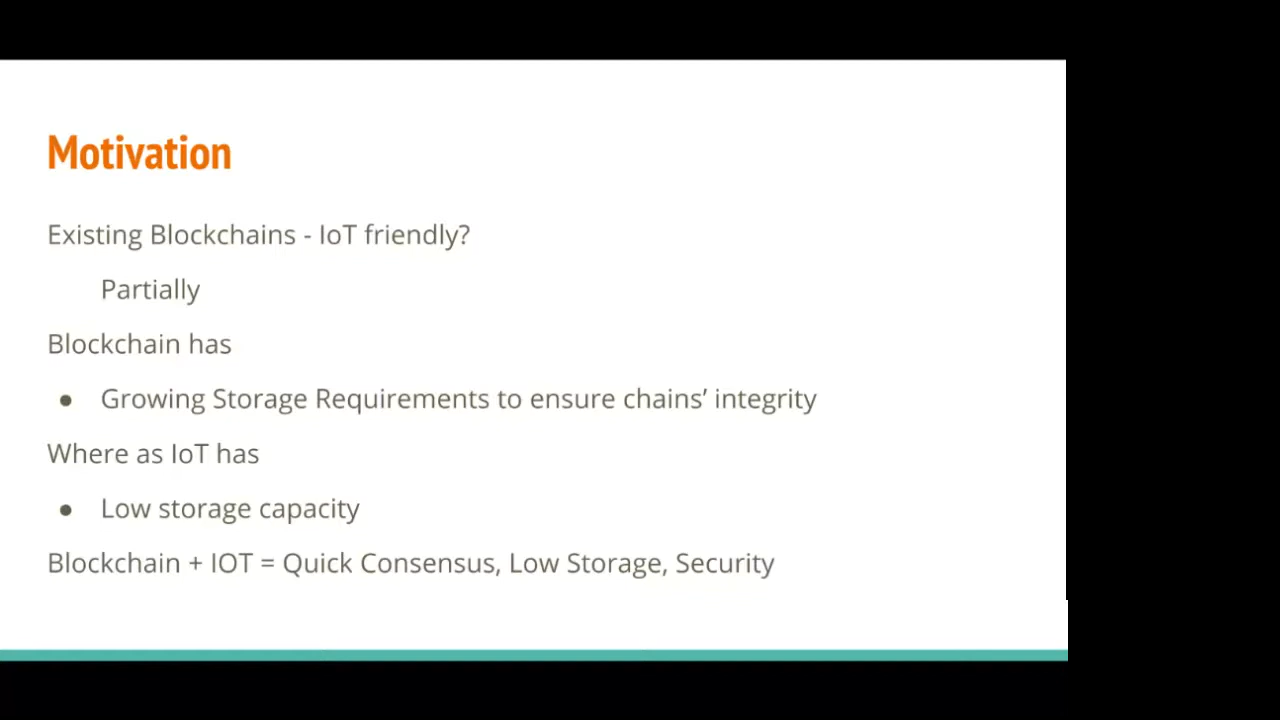 Motivation
Existing Blockchains - IoT friendly?
Partially
Blockchain has
● Growing Storage Requirements to ensure chains’ integrity
Where as IoT has
● Low storage capacity
Blockchain + IOT = Quick Consensus, Low Storage, Security